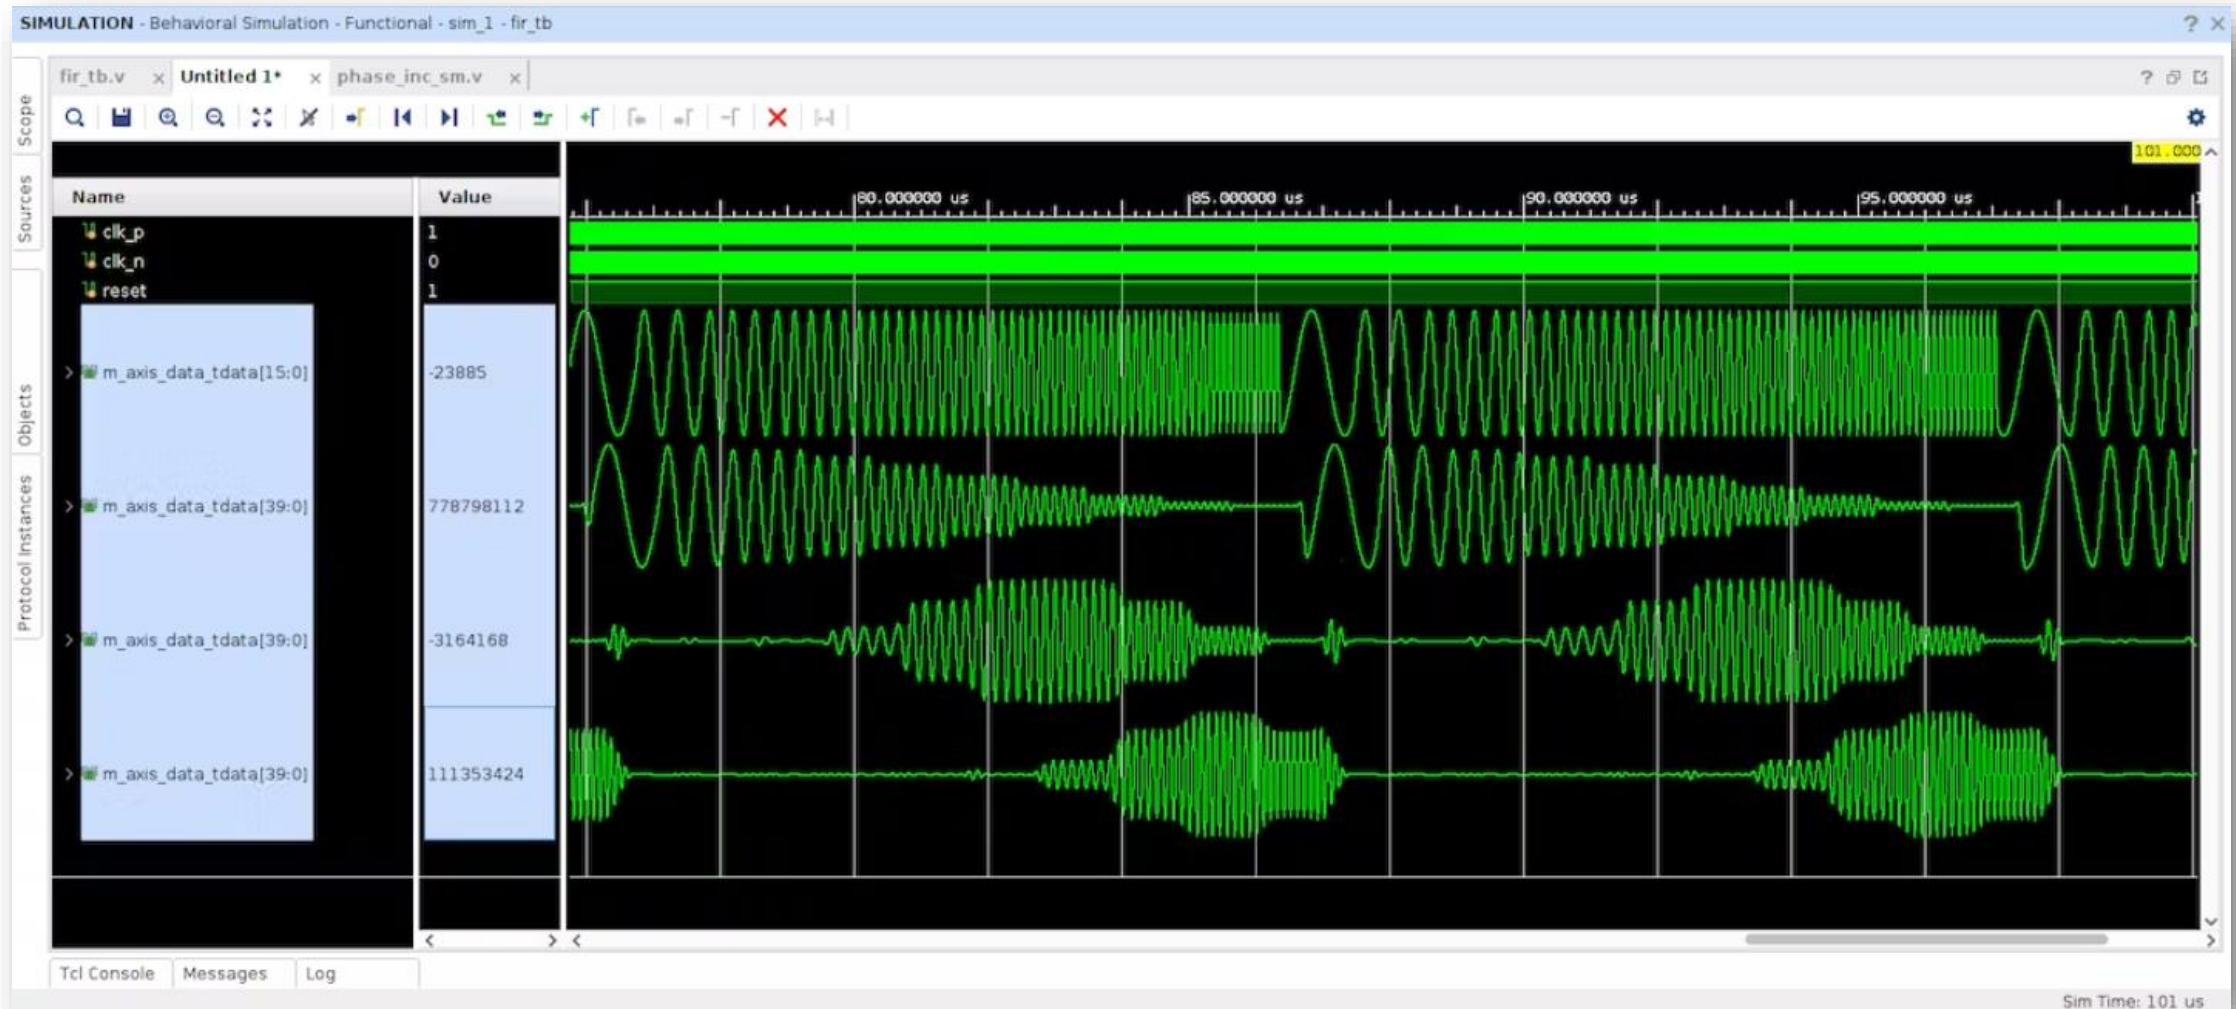 SIMULATION - Behavioral Simulation - Functional - sim_1 - fir_tb
fir_tb.v Untitled 1* phase_inc_sm.v
Scope
Sources
Objects
Protocol Instances
101.000
Name Value
80.000000 us 85.000000 us 90.000000 us 95.000000 us
clk_p 1
clk_n 0
reset 1
m_axis_data_tdata[15:0] -23885
m_axis_data_tdata[39:0] 778798112
m_axis_data_tdata[39:0] -3164168
m_axis_data_tdata[39:0] 111353424
Tcl Console Messages Log
Sim Time: 101 us